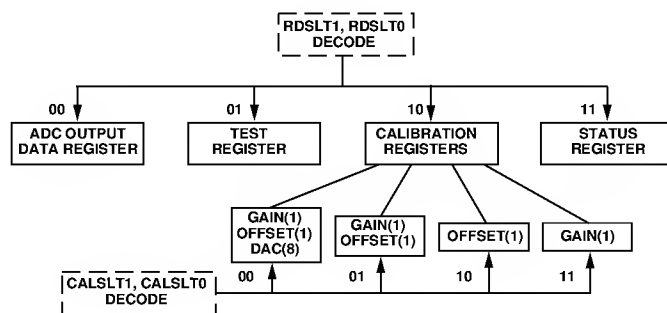 RDSLT1, RDSLT0
DECODE
00
01
10
11
ADC OUTPUT
DATA REGISTER
TEST
REGISTER
CALIBRATION
REGISTERS
STATUS
REGISTER
GAIN(1)
OFFSET(1)
DAC(8)
GAIN(1)
OFFSET(1)
OFFSET(1)
GAIN(1)
CALSLT1, CALSLT0
DECODE
00
01
10
11